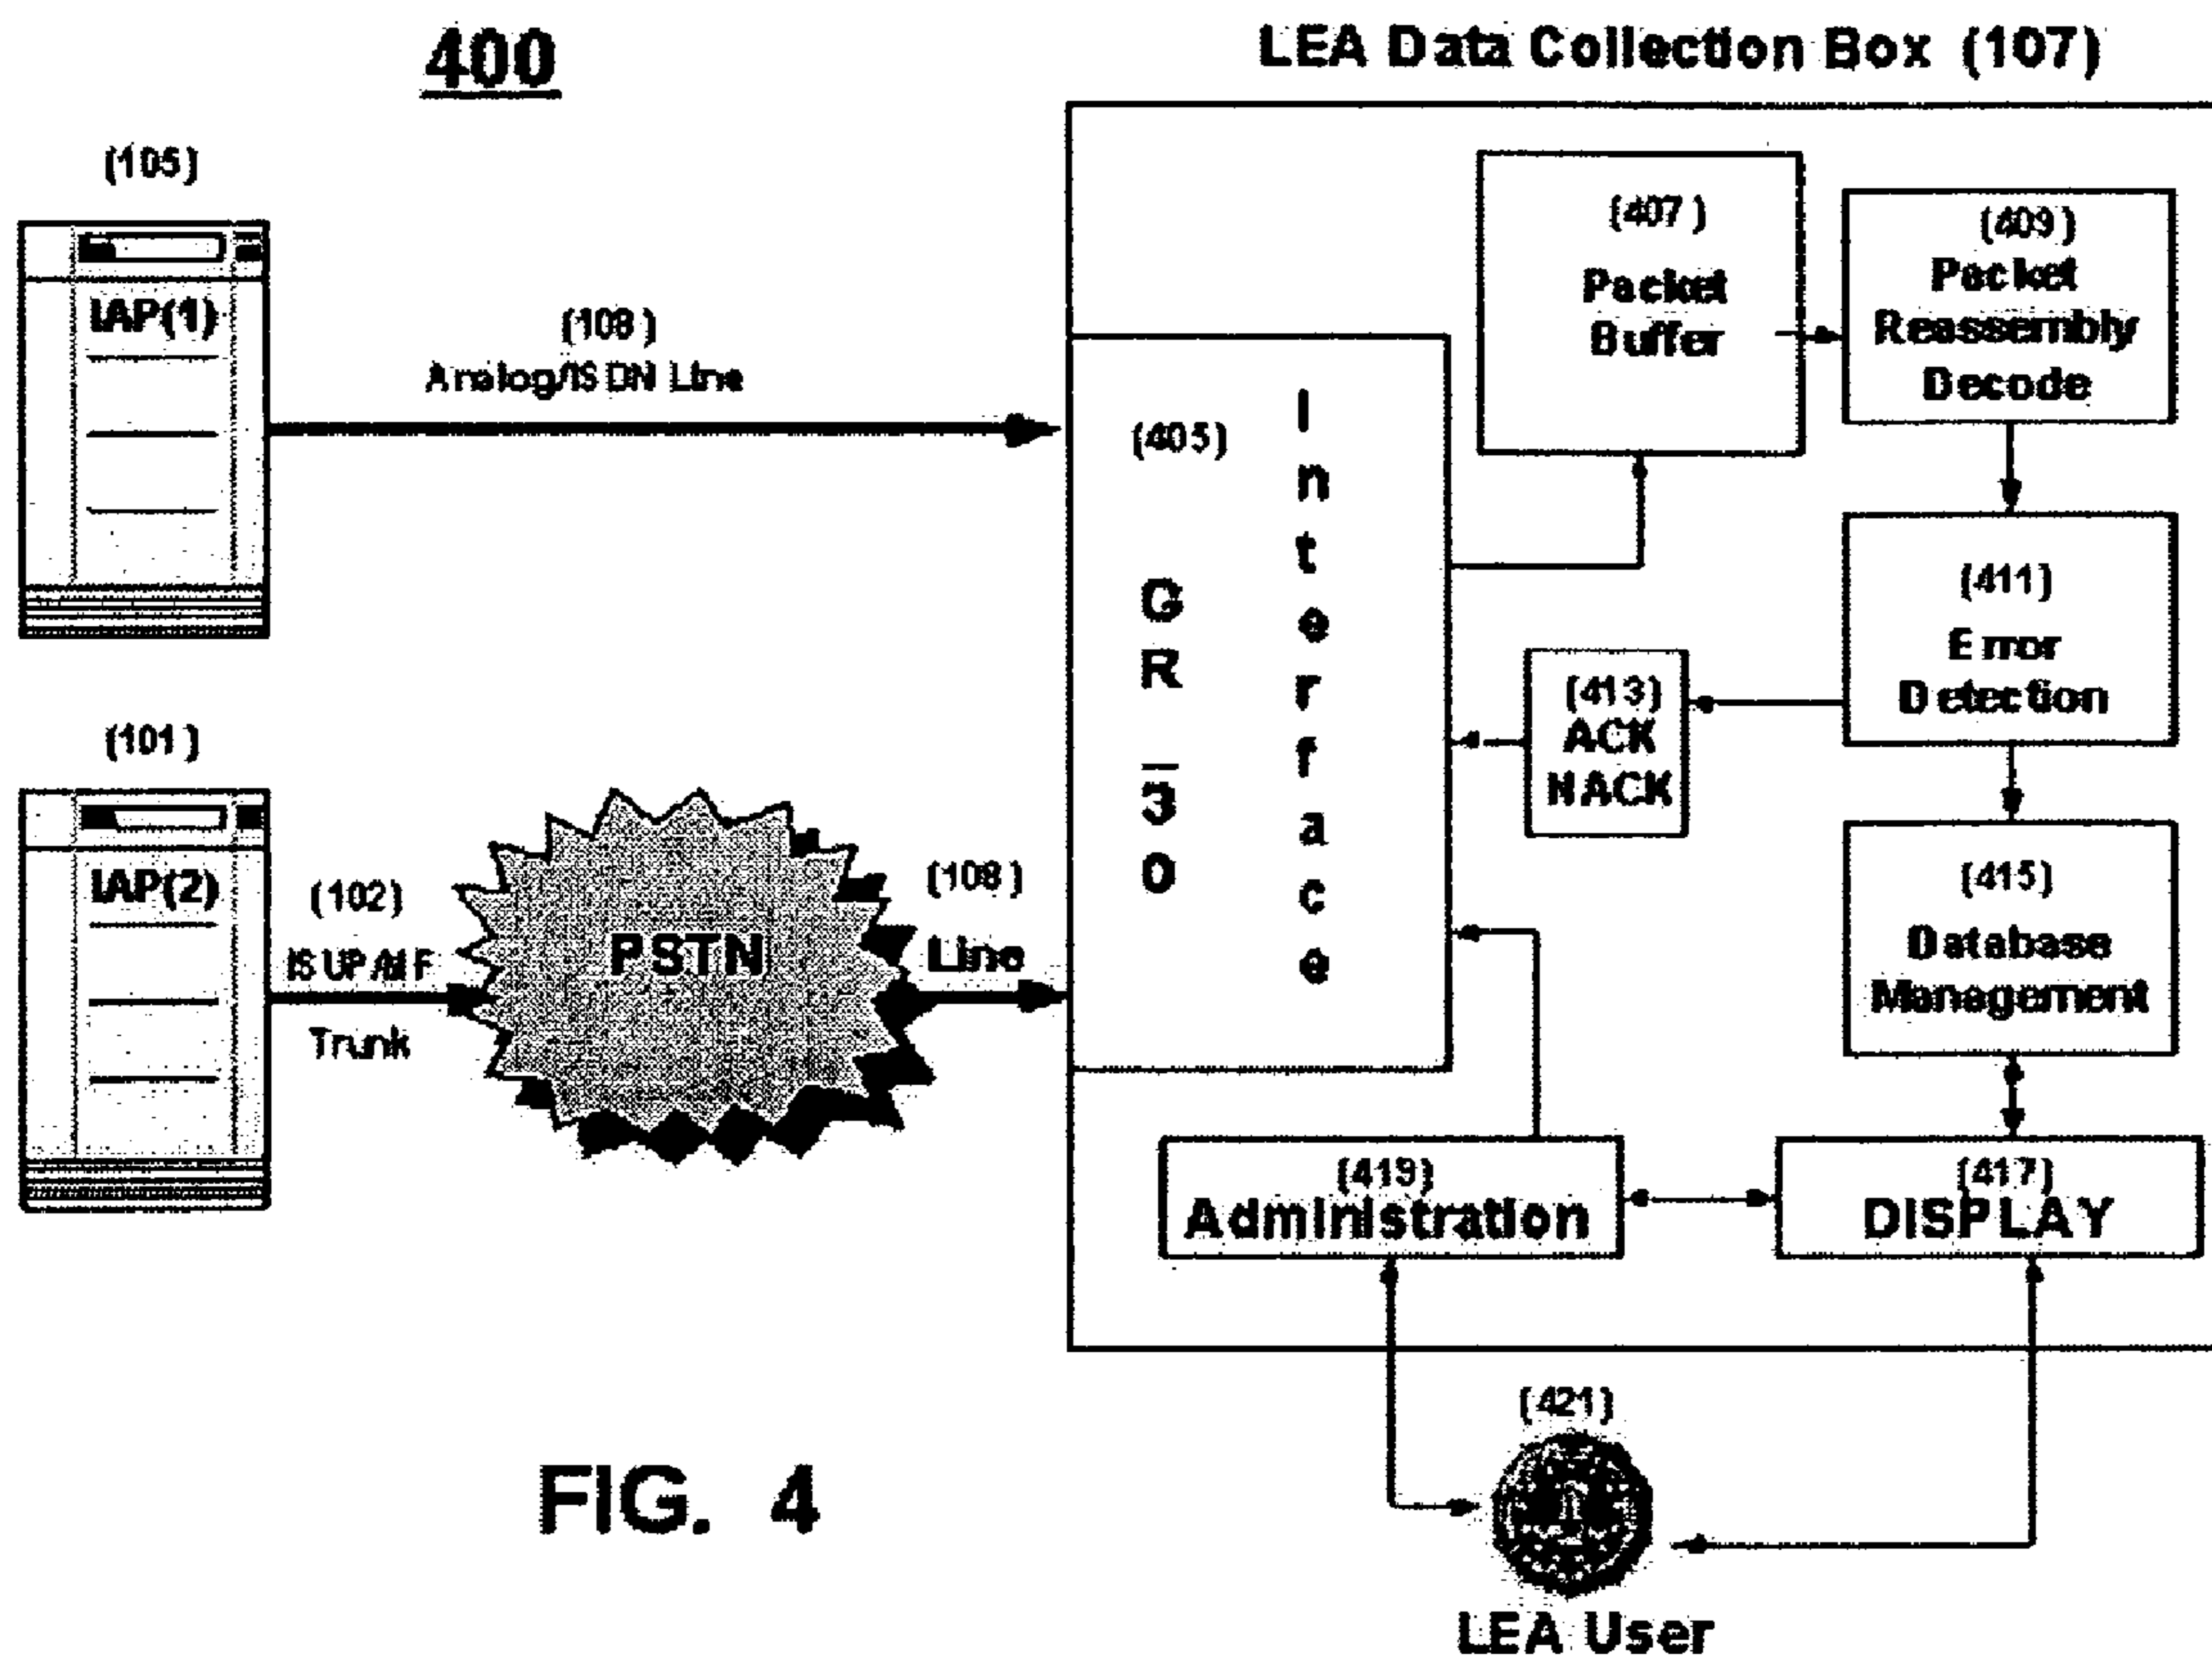 400
LEA Data Collection Box (107)
(105)
IAP(1)
(108)
Analog/ISDN Line
(101)
IAP(2)
(102)
ISUP/MF
Trunk
PSTN
(108)
Line
(405)
GR-30
Interface
(407)
Packet
Buffer
(409)
Packet
Reassembly
Decode
(411)
Error
Detection
(413)
ACK
NACK
(415)
Database
Management
(419)
Administration
(417)
DISPLAY
(421)
LEA User
FIG. 4